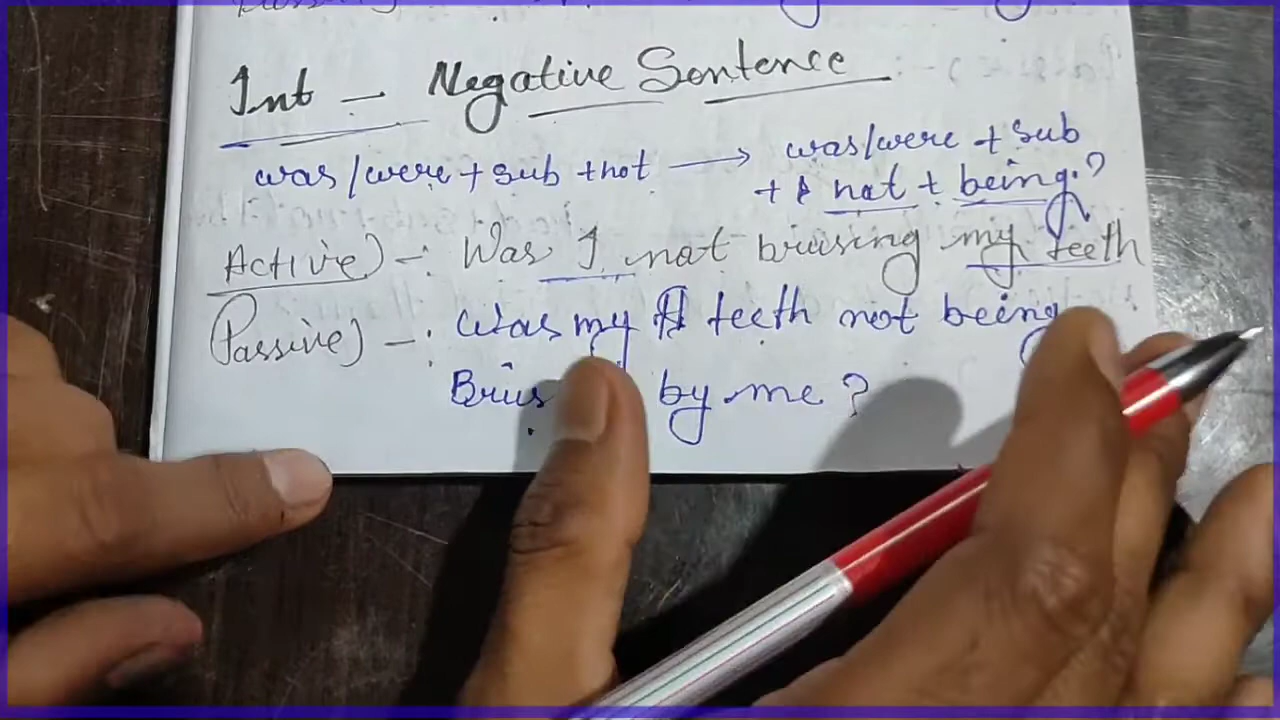 Int - Negative Sentence
was/were + sub + not → was/were + sub
+ not + being ?
Active) -: Was I not bruising my teeth
Passive) -: Was my teeth not being
by me ?